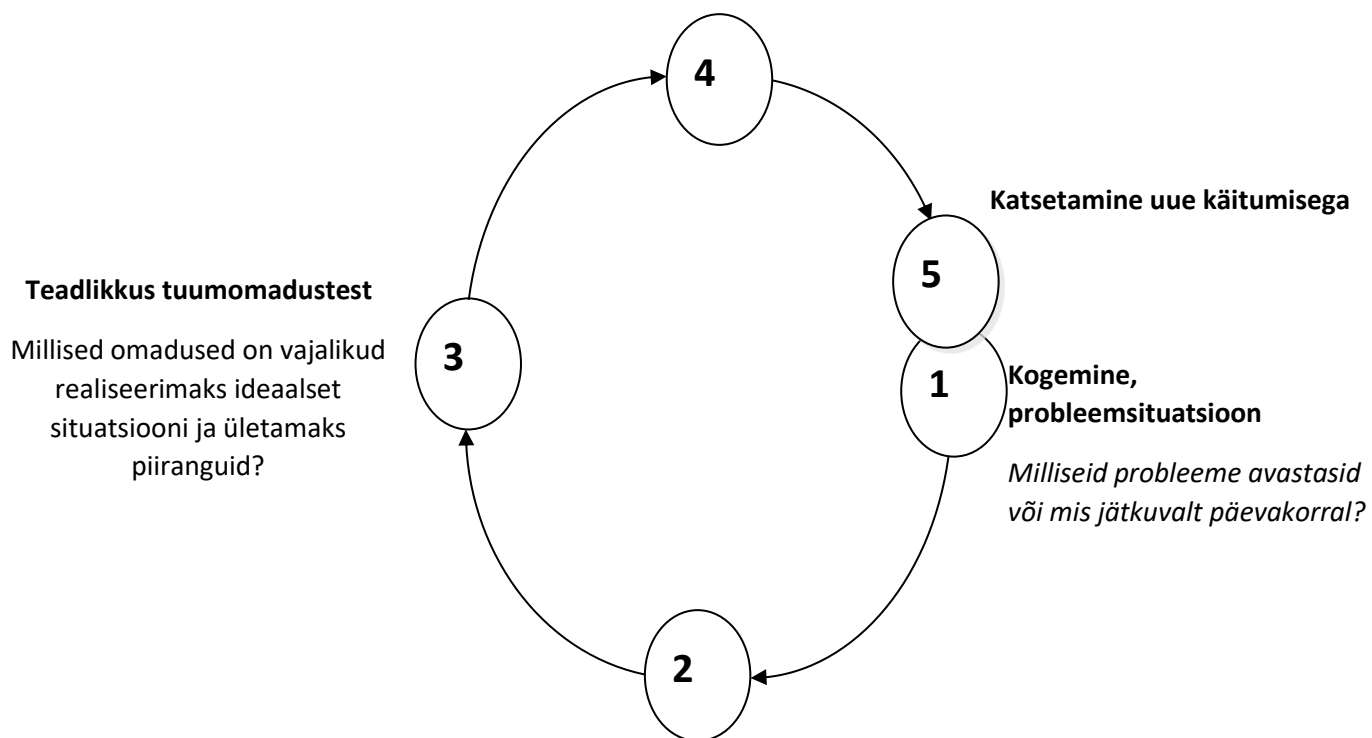 4
Katsetamine uue käitumisega
5
Teadlikkus tuumomadustest
Millised omadused on vajalikud
realiseerimaks ideaalset
situatsiooni ja ületamaks
piiranguid?
3
1
Kogemine,
probleemsituatsioon
Milliseid probleeme avastasid
või mis jätkuvalt päevakorral?
2